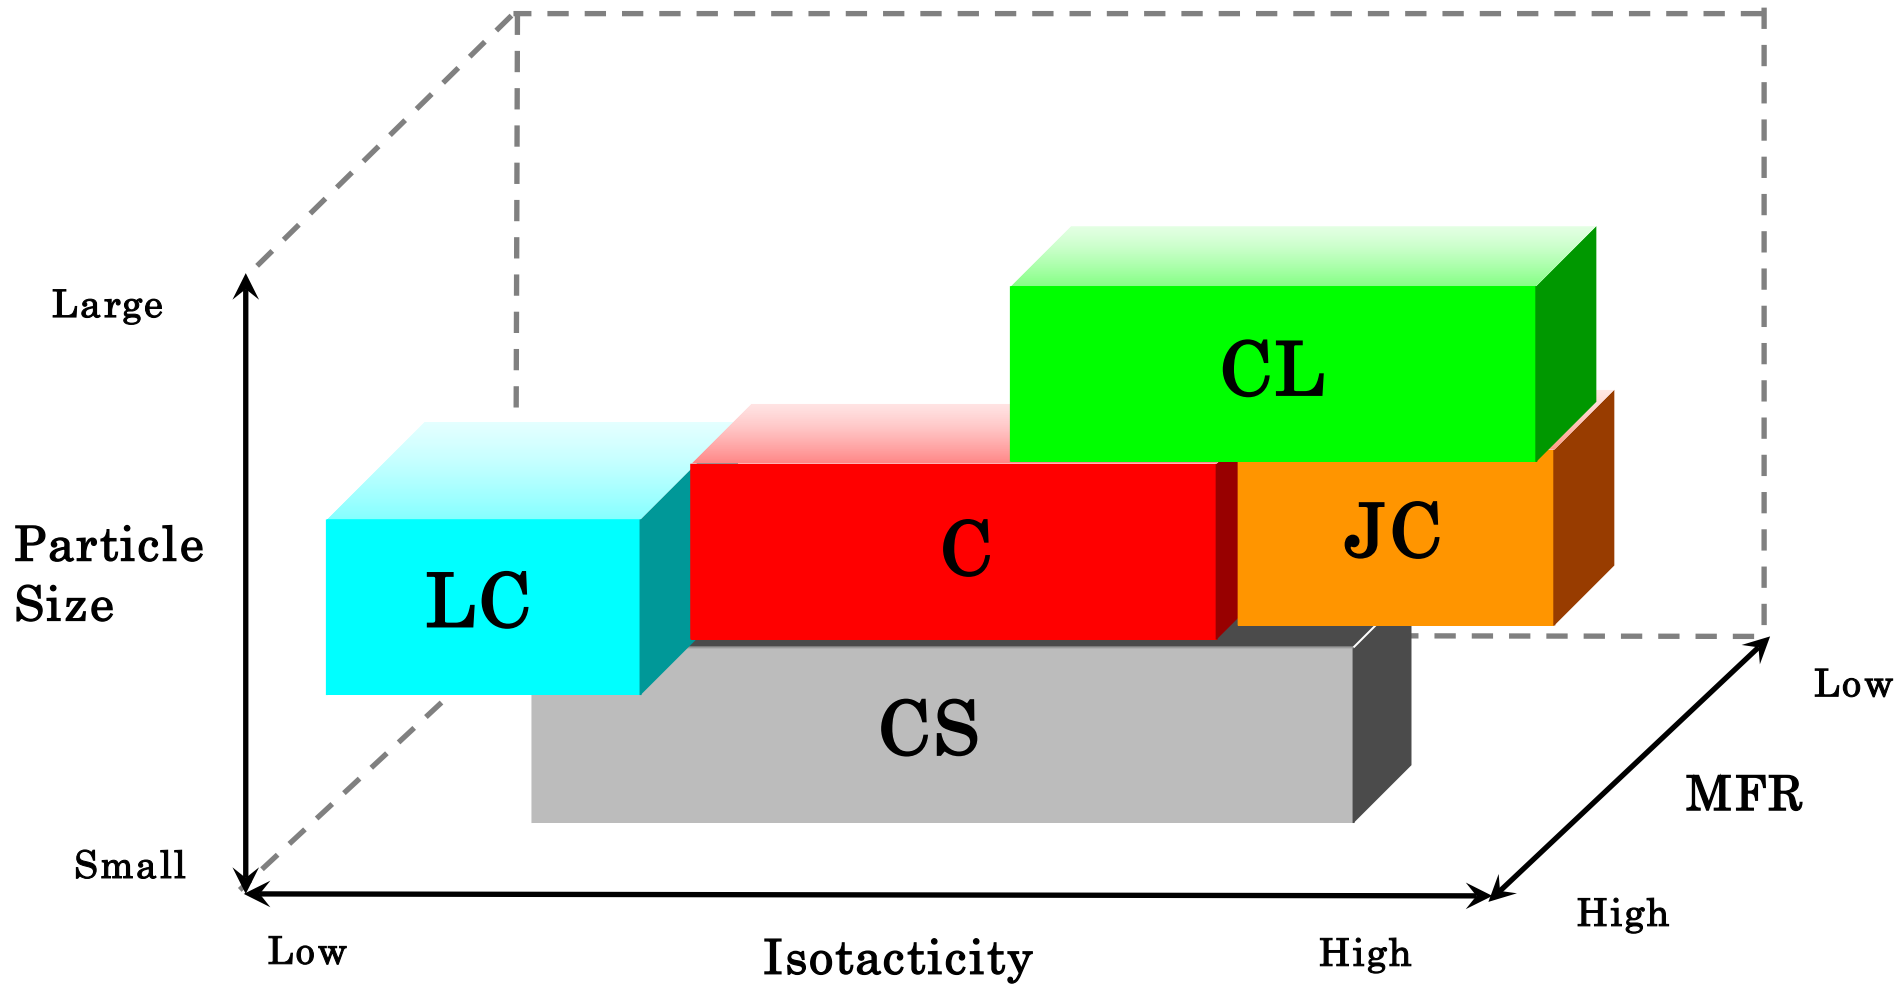 Large
CL
JC
C
Particle
Size
LC
Low
CS
MFR
Small
High
Low
Isotacticity
High